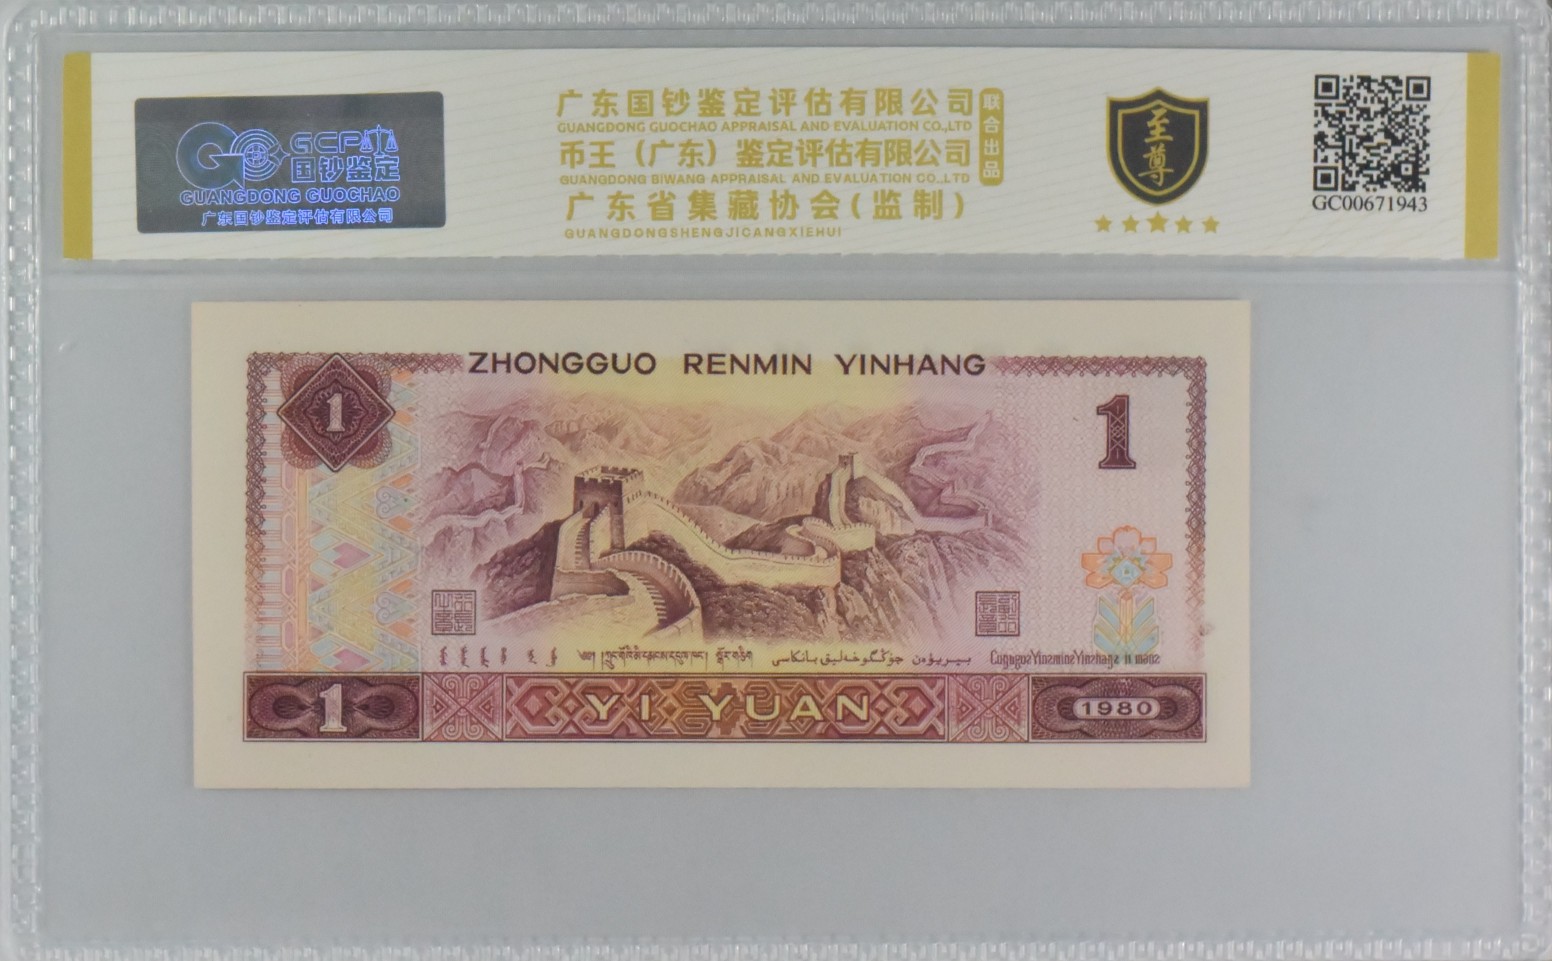 GCP
国钞鉴定
GUANGDONG GUOCHAO
广东国钞鉴定评估有限公司
广东国钞鉴定评估有限公司
GUANGDONG GUOCHAO APPRAISAL AND EVALUATION CO.,LTD
币王（广东）鉴定评估有限公司
GUANGDONG BIWANG APPRAISAL AND EVALUATION CO.,LTD
联合出品
广东省集藏协会(监制)
GUANGDONGSHENGJICANGXIEHUI
至尊
GC00671943
ZHONGGUO RENMIN YINHANG
1
1
جۇڭگوخەلىق بانكاسى بىريۇەن
1
YI YUAN
1980